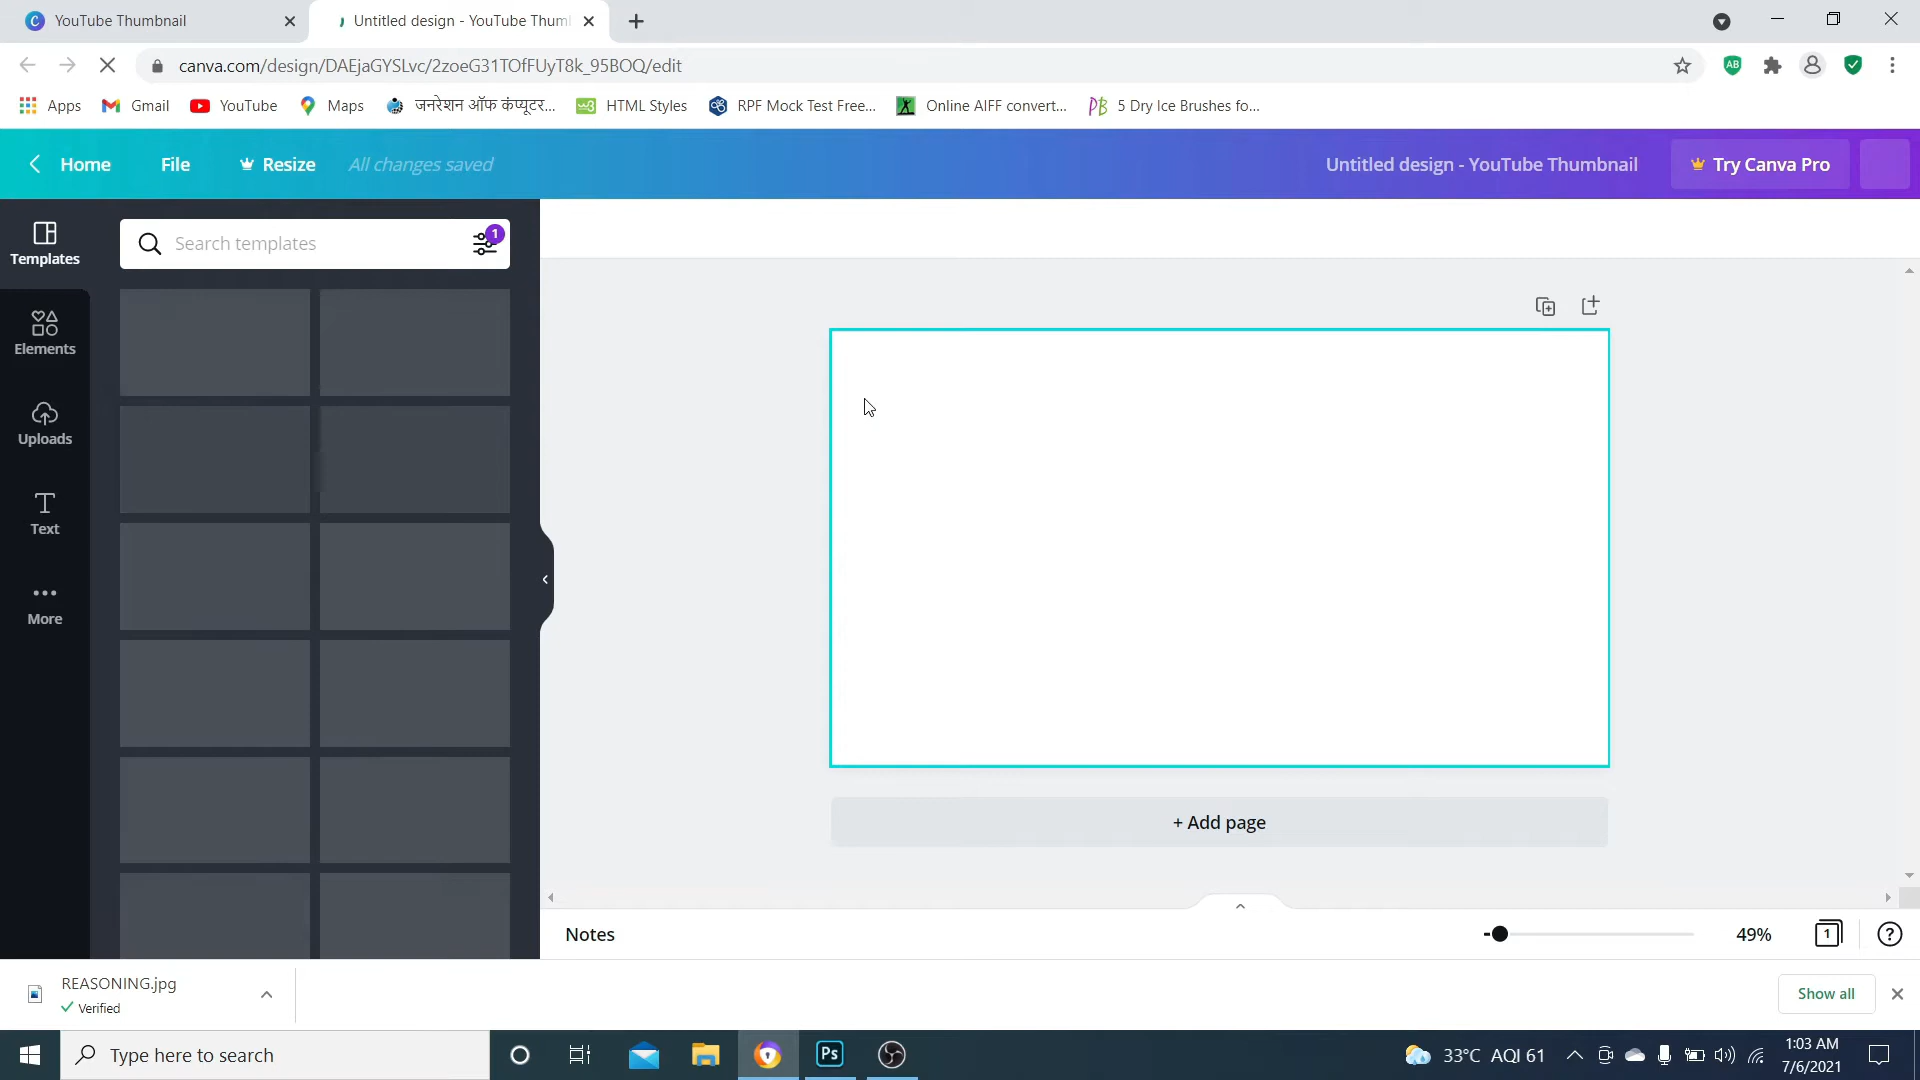 YouTube Thumbnail
Untitled design - YouTube Thum
canva.com/design/DAEjaGYSLvc/2zoeG31TOfFUyT8k_95BOQ/edit
AB
Apps
Gmail
YouTube
Maps
जनरेशन ऑफ कंप्यूटर...
HTML Styles
RPF Mock Test Free...
Online AIFF convert...
5 Dry Ice Brushes fo...
Home
File
Resize
All changes saved
Untitled design - YouTube Thumbnail
Try Canva Pro
Templates
Search templates
1
Elements
Uploads
Text
More
+ Add page
Notes
49%
1
?
REASONING.jpg
Verified
Show all
Type here to search
Ps
33°C AQI 61
1:03 AM
7/6/2021